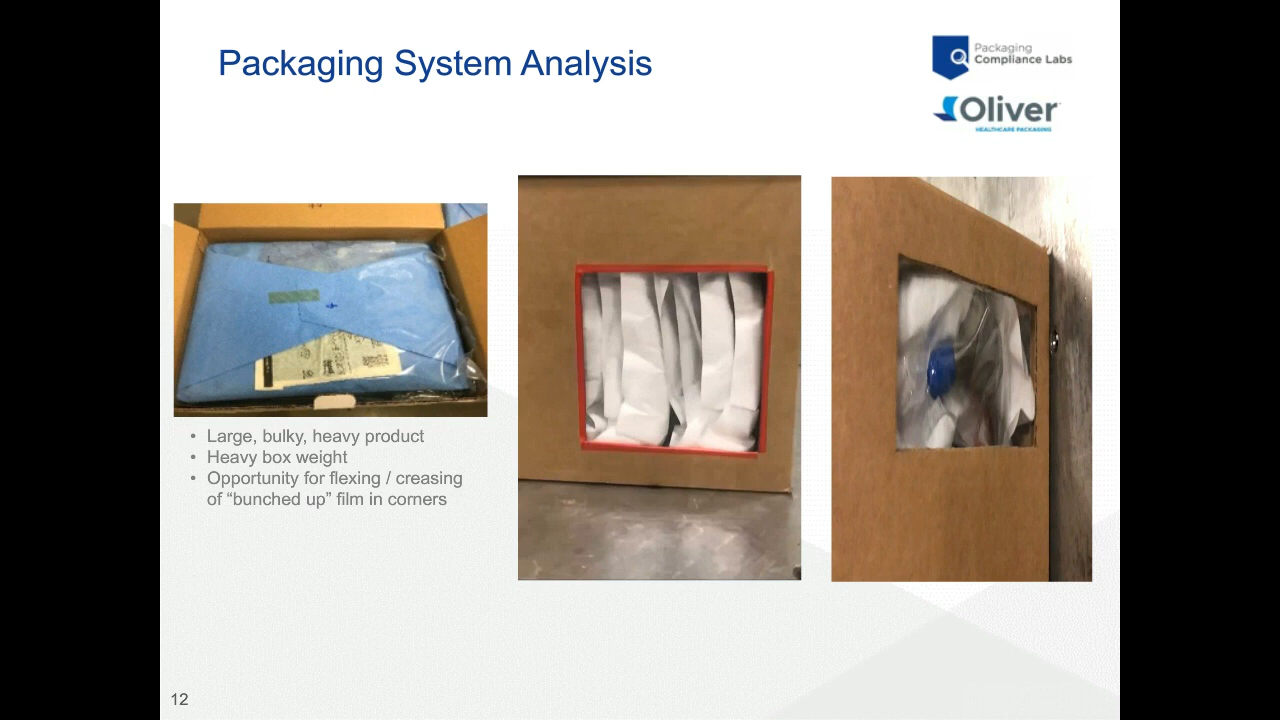 Packaging System Analysis
Packaging
Compliance Labs
Oliver
HEALTHCARE PACKAGING
• Large, bulky, heavy product
• Heavy box weight
• Opportunity for flexing / creasing
of “bunched up” film in corners
12